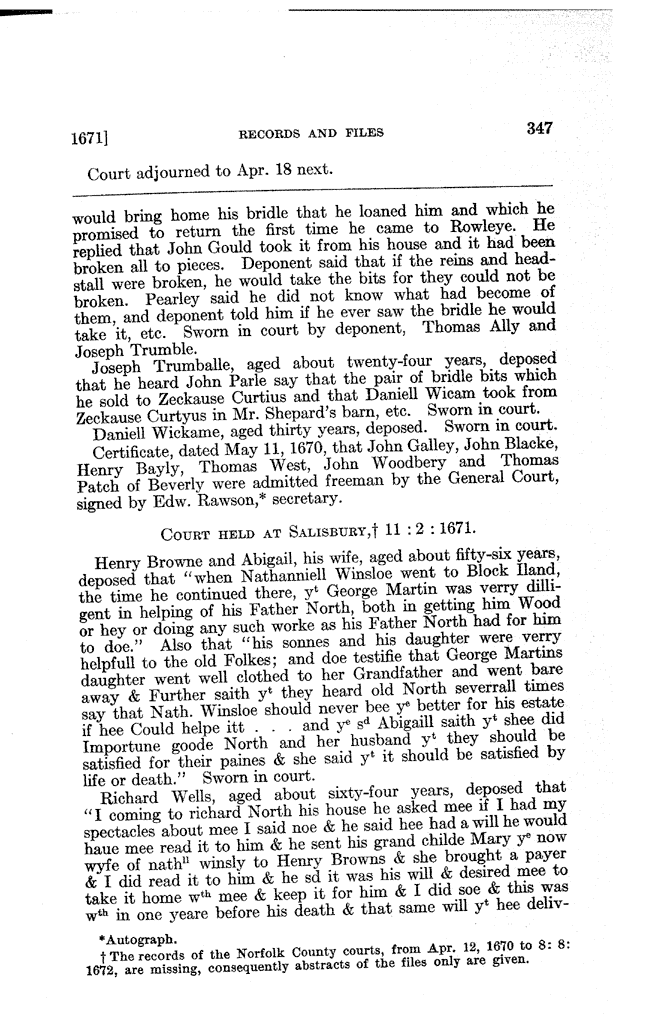 1671] RECORDS AND FILES 347
Court adjourned to Apr. 18 next.
would bring home his bridle that he loaned him and which he
promised to return the first time he came to Rowleye. He
replied that John Gould took it from his house and it had been
broken all to pieces. Deponent said that if the reins and head-
stall were broken, he would take the bits for they could not be
broken. Pearley said he did not know what had become of
them, and deponent told him if he ever saw the bridle he would
take it, etc. Sworn in court by deponent, Thomas Ally and
Joseph Trumble.
Joseph Trumballe, aged about twenty-four years, deposed
that he heard John Parle say that the pair of bridle bits which
he sold to Zeckause Curtius and that Daniell Wicam took from
Zeckause Curtyus in Mr. Shepard's barn, etc. Sworn in court.
Daniell Wickame, aged thirty years, deposed. Sworn in court.
Certificate, dated May 11, 1670, that John Galley, John Blacke,
Henry Bayly, Thomas West, John Woodbery and Thomas
Patch of Beverly were admitted freeman by the General Court,
signed by Edw. Rawson,* secretary.
COURT HELD AT SALISBURY,† 11 : 2 : 1671.
Henry Browne and Abigail, his wife, aged about fifty-six years,
deposed that "when Nathanniell Winsloe went to Block Iland,
the time he continued there, yᵗ George Martin was verry dilli-
gent in helping of his Father North, both in getting him Wood
or hey or doing any such worke as his Father North had for him
to doe." Also that "his sonnes and his daughter were verry
helpfull to the old Folkes; and doe testifie that George Martins
daughter went well clothed to her Grandfather and went bare
away & Further saith yᵗ they heard old North severrall times
say that Nath. Winsloe should never bee yᵉ better for his estate
if hee Could helpe itt . . . and yᵉ sᵈ Abigaill saith yᵗ shee did
Importune goode North and her husband yᵗ they should be
satisfied for their paines & she said yᵗ it should be satisfied by
life or death." Sworn in court.
Richard Wells, aged about sixty-four years, deposed that
"I coming to richard North his house he asked mee if I had my
spectacles about mee I said noe & he said hee had a will he would
haue mee read it to him & he sent his grand childe Mary yᵉ now
wyfe of nathˡˡ winsly to Henry Browns & she brought a payer
& I did read it to him & he sd it was his will & desired mee to
take it home wᵗʰ mee & keep it for him & I did soe & this was
wᵗʰ in one yeare before his death & that same will yᵗ hee deliv-
*Autograph.
† The records of the Norfolk County courts, from Apr. 12, 1670 to 8: 8:
1672, are missing, consequently abstracts of the files only are given.